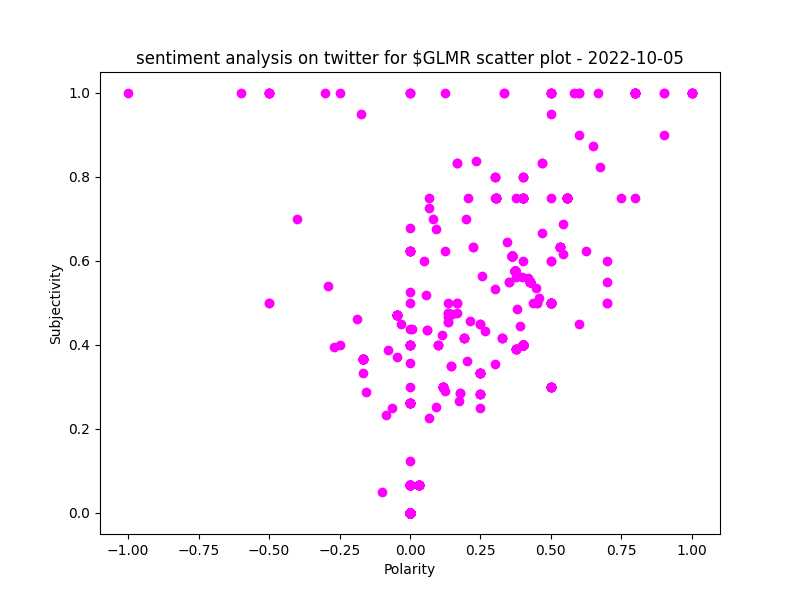 sentiment analysis on twitter for $GLMR scatter plot - 2022-10-05
1.0
0.8
0.6
0.4
0.2
0.0
Subjectivity
−1.00 −0.75 −0.50 −0.25 0.00 0.25 0.50 0.75 1.00
Polarity